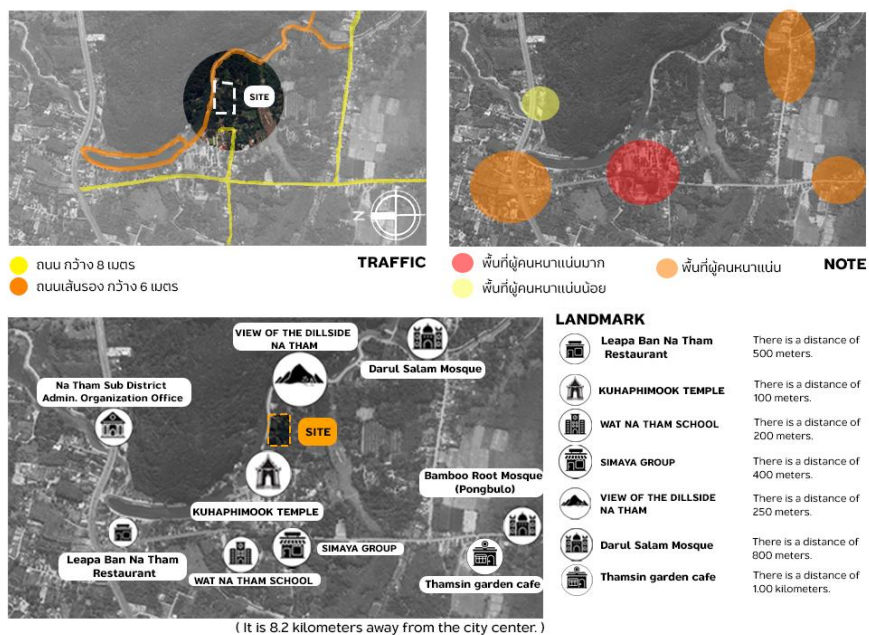 SITE
N
ถนน กว้าง 8 เมตร
TRAFFIC
ถนนเส้นรอง กว้าง 6 เมตร
พื้นที่ผู้คนหนาแน่นมาก
พื้นที่ผู้คนหนาแน่น
NOTE
พื้นที่ผู้คนหนาแน่นน้อย
VIEW OF THE DILLSIDE
NA THAM
Darul Salam Mosque
Na Tham Sub District
Admin. Organization Office
SITE
Bamboo Root Mosque
(Pongbulo)
KUHAPHIMOOK TEMPLE
Leapa Ban Na Tham
Restaurant
WAT NA THAM SCHOOL
SIMAYA GROUP
Thamsin garden cafe
( It is 8.2 kilometers away from the city center. )
LANDMARK
Leapa Ban Na Tham
Restaurant
There is a distance of
500 meters.
KUHAPHIMOOK TEMPLE
There is a distance of
100 meters.
WAT NA THAM SCHOOL
There is a distance of
200 meters.
SIMAYA GROUP
There is a distance of
400 meters.
VIEW OF THE DILLSIDE
NA THAM
There is a distance of
250 meters.
Darul Salam Mosque
There is a distance of
800 meters.
Thamsin garden cafe
There is a distance of
1.00 kilometers.